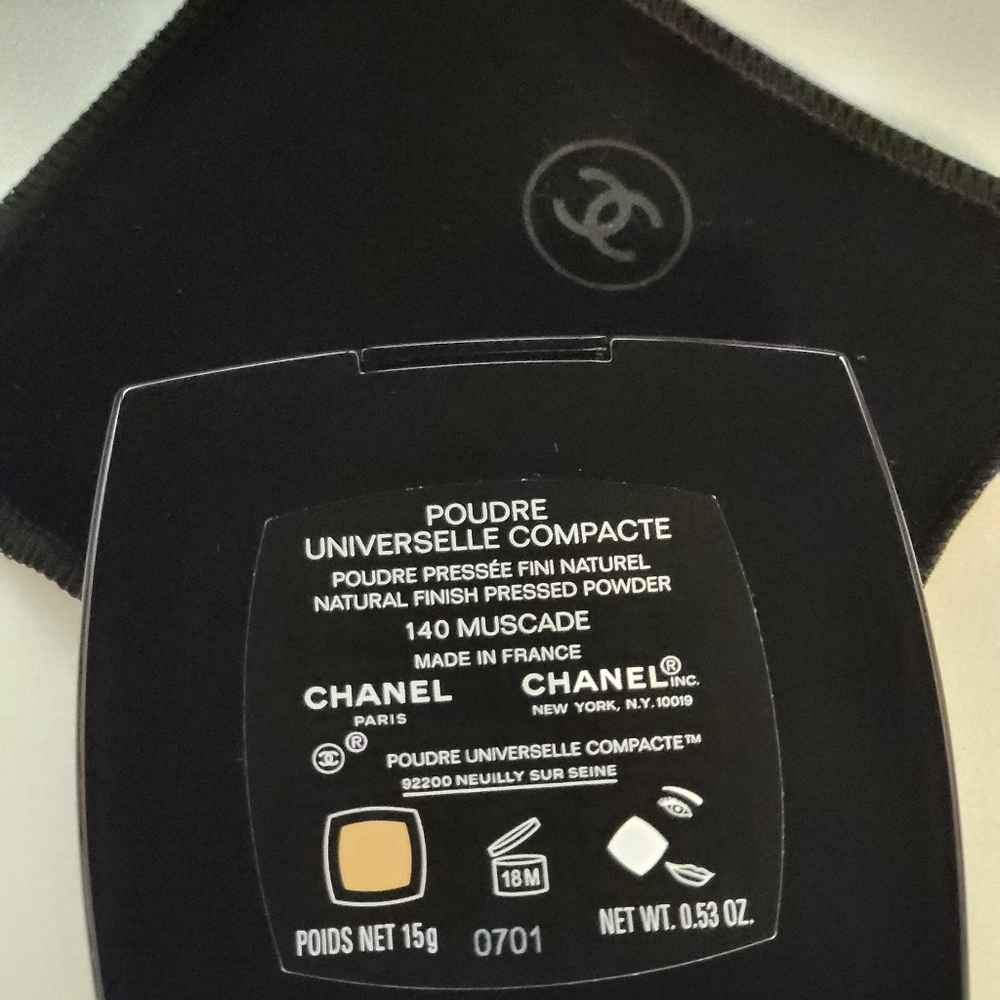 POUDRE
UNIVERSELLE COMPACTE
POUDRE PRESSÉE FINI NATUREL
NATURAL FINISH PRESSED POWDER
140 MUSCADE
MADE IN FRANCE
CHANEL
PARIS
CHANEL® INC.
NEW YORK, N.Y. 10019
®
POUDRE UNIVERSELLE COMPACTE™
92200 NEUILLY SUR SEINE
18M
POIDS NET 15g
0701
NET WT. 0.53 OZ.